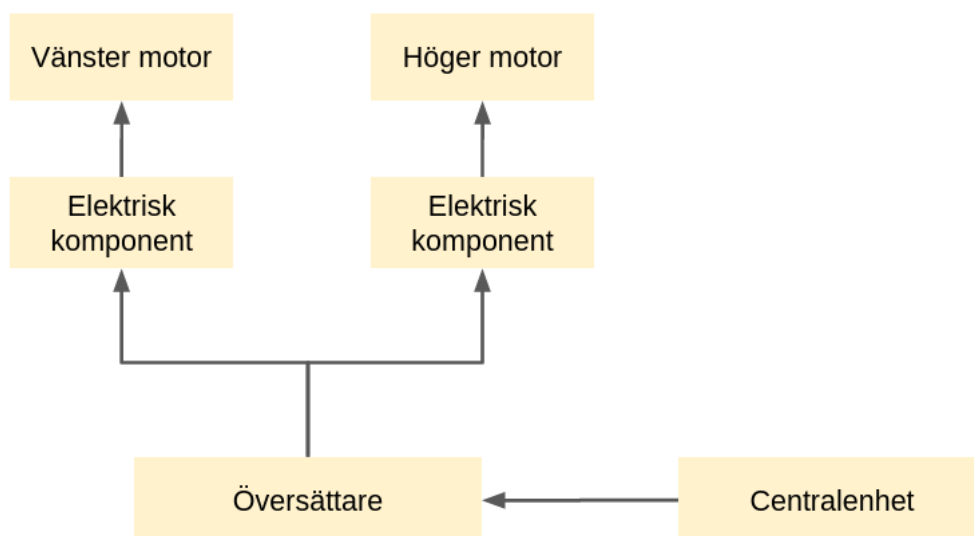 Vänster motor
Höger motor
Elektrisk
komponent
Elektrisk
komponent
Översättare
Centralenhet